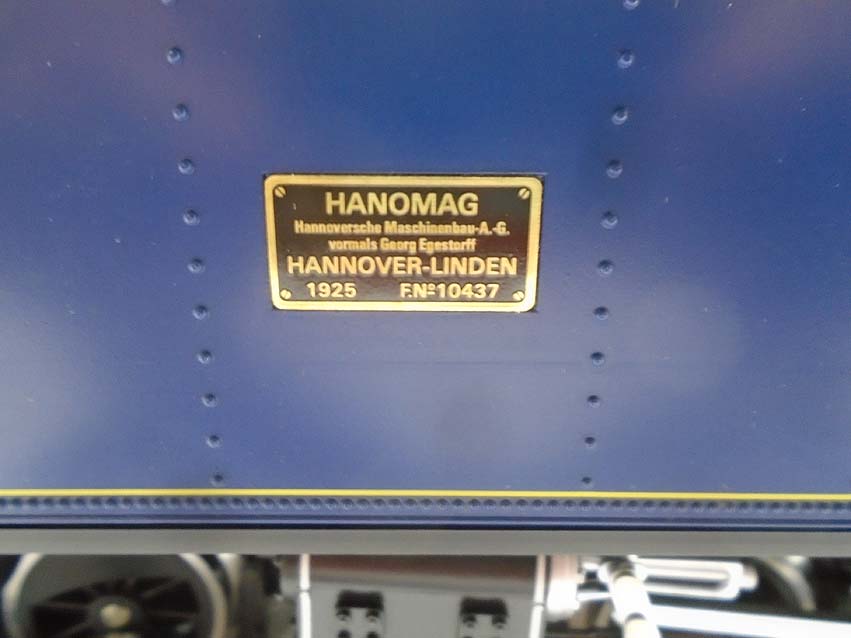 HANOMAG
Hannoversche Maschinenbau-A.-G.
vormals Georg Egestorff
HANNOVER-LINDEN
1925 F.Nº10437